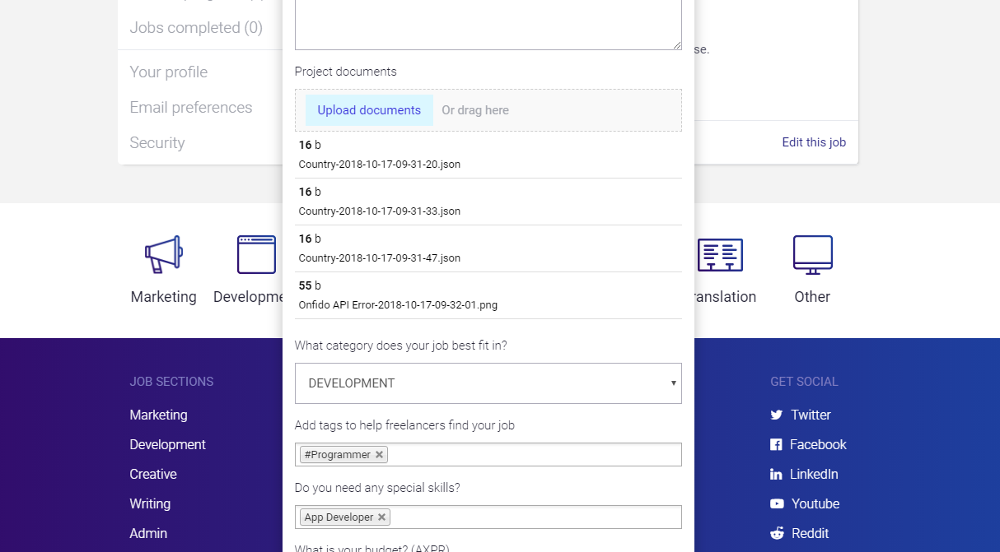 Jobs completed (0)
Your profile
Email preferences
Security
Project documents
Upload documents Or drag here
16 b
Country-2018-10-17-09-31-20.json
16 b
Country-2018-10-17-09-31-33.json
16 b
Country-2018-10-17-09-31-47.json
55 b
Onfido API Error-2018-10-17-09-32-01.png
What category does your job best fit in?
DEVELOPMENT
Add tags to help freelancers find your job
#Programmer
Do you need any special skills?
App Developer
What is your budget? (AXPR)
se.
Edit this job
Marketing
Developme
ranslation
Other
JOB SECTIONS
Marketing
Development
Creative
Writing
Admin
GET SOCIAL
Twitter
Facebook
LinkedIn
Youtube
Reddit